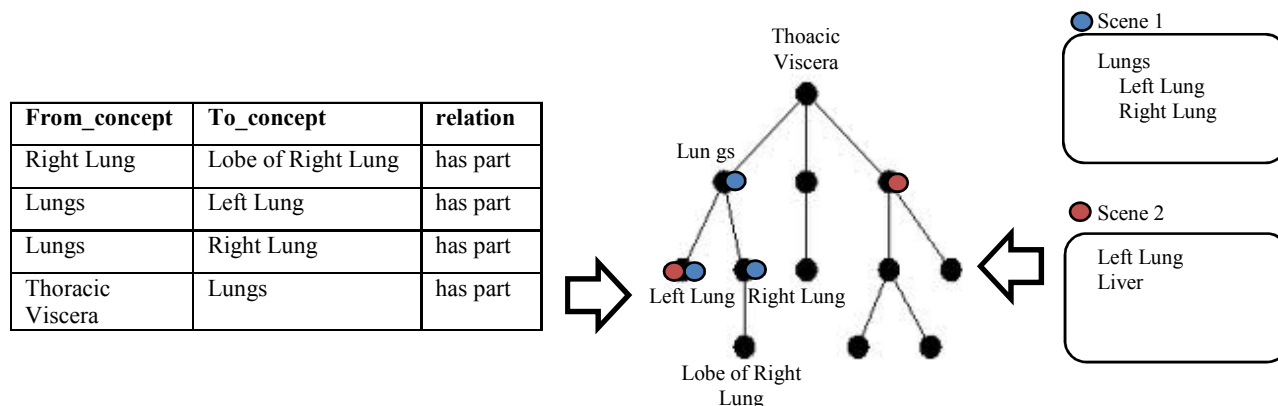 From_concept To_concept relation
Right Lung Lobe of Right Lung has part
Lungs Left Lung has part
Lungs Right Lung has part
Thoracic Lungs has part
Viscera
Thoacic
Viscera
Lun gs
Left Lung Right Lung
Lobe of Right
Lung
Scene 1
Lungs
Left Lung
Right Lung
Scene 2
Left Lung
Liver